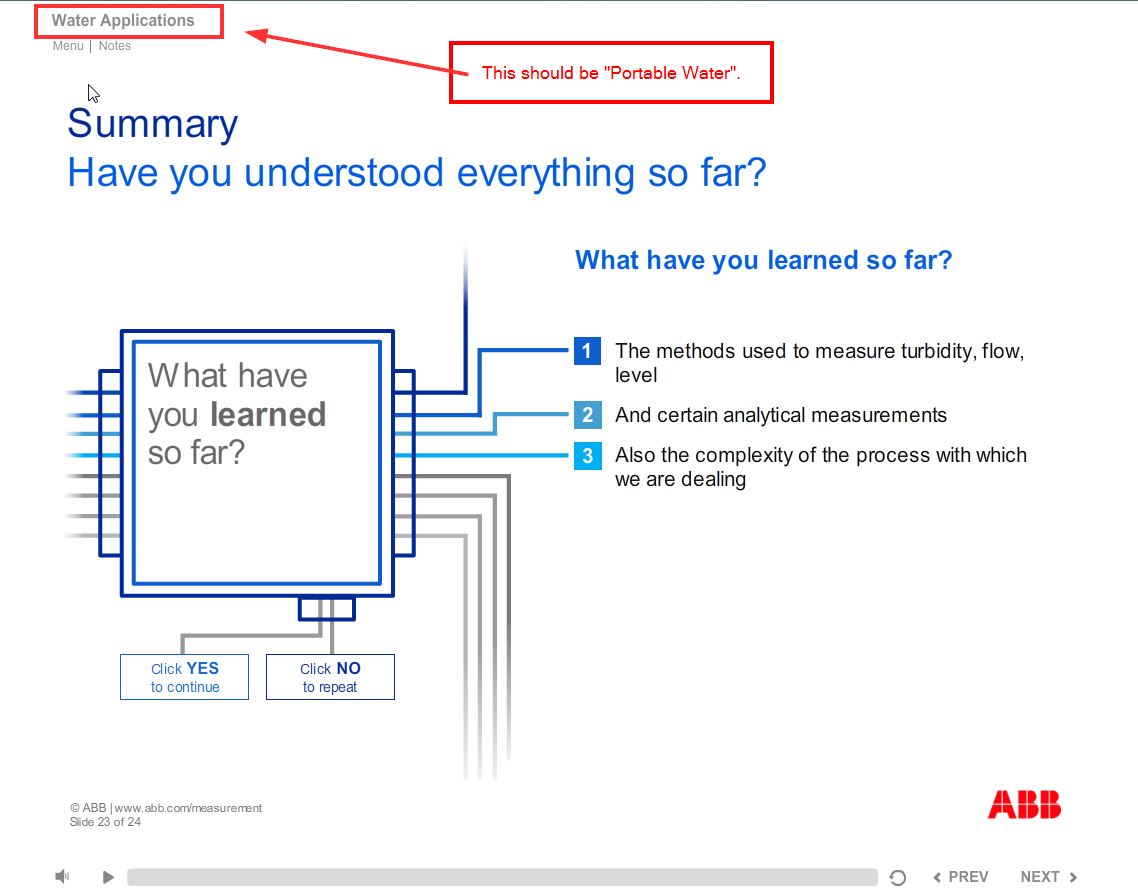 Water Applications
Menu | Notes
This should be "Portable Water".
Summary
Have you understood everything so far?
What have you learned so far?
What have
you learned
so far?
1 The methods used to measure turbidity, flow,
level
2 And certain analytical measurements
3 Also the complexity of the process with which
we are dealing
Click YES
to continue
Click NO
to repeat
© ABB | www.abb.com/measurement
Slide 23 of 24
ABB
PREV NEXT